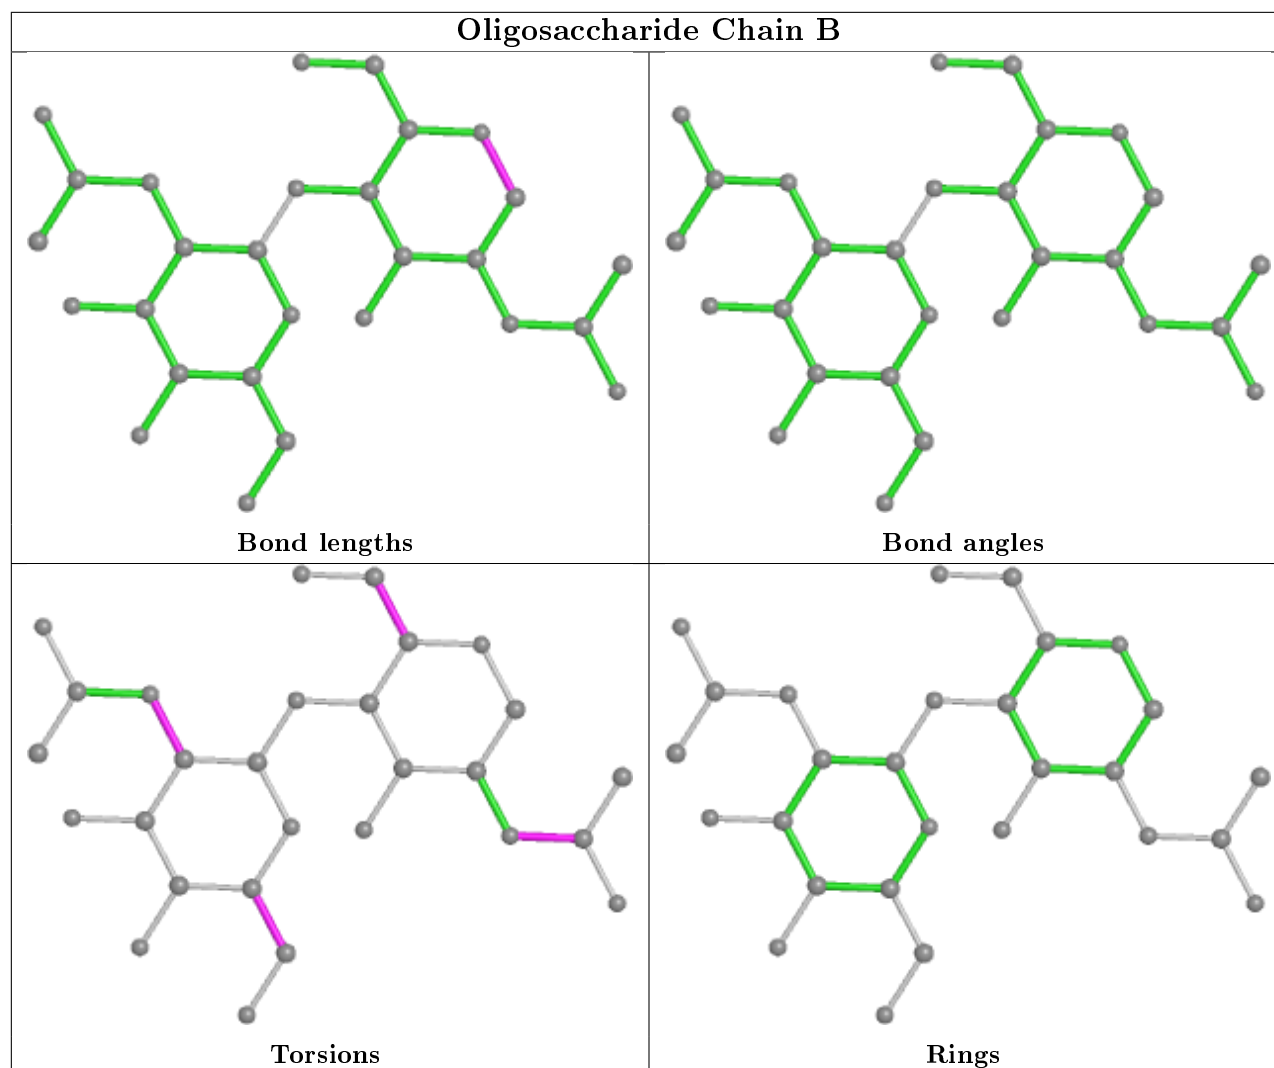 Oligosaccharide Chain B
Bond lengths
Bond angles
Torsions
Rings